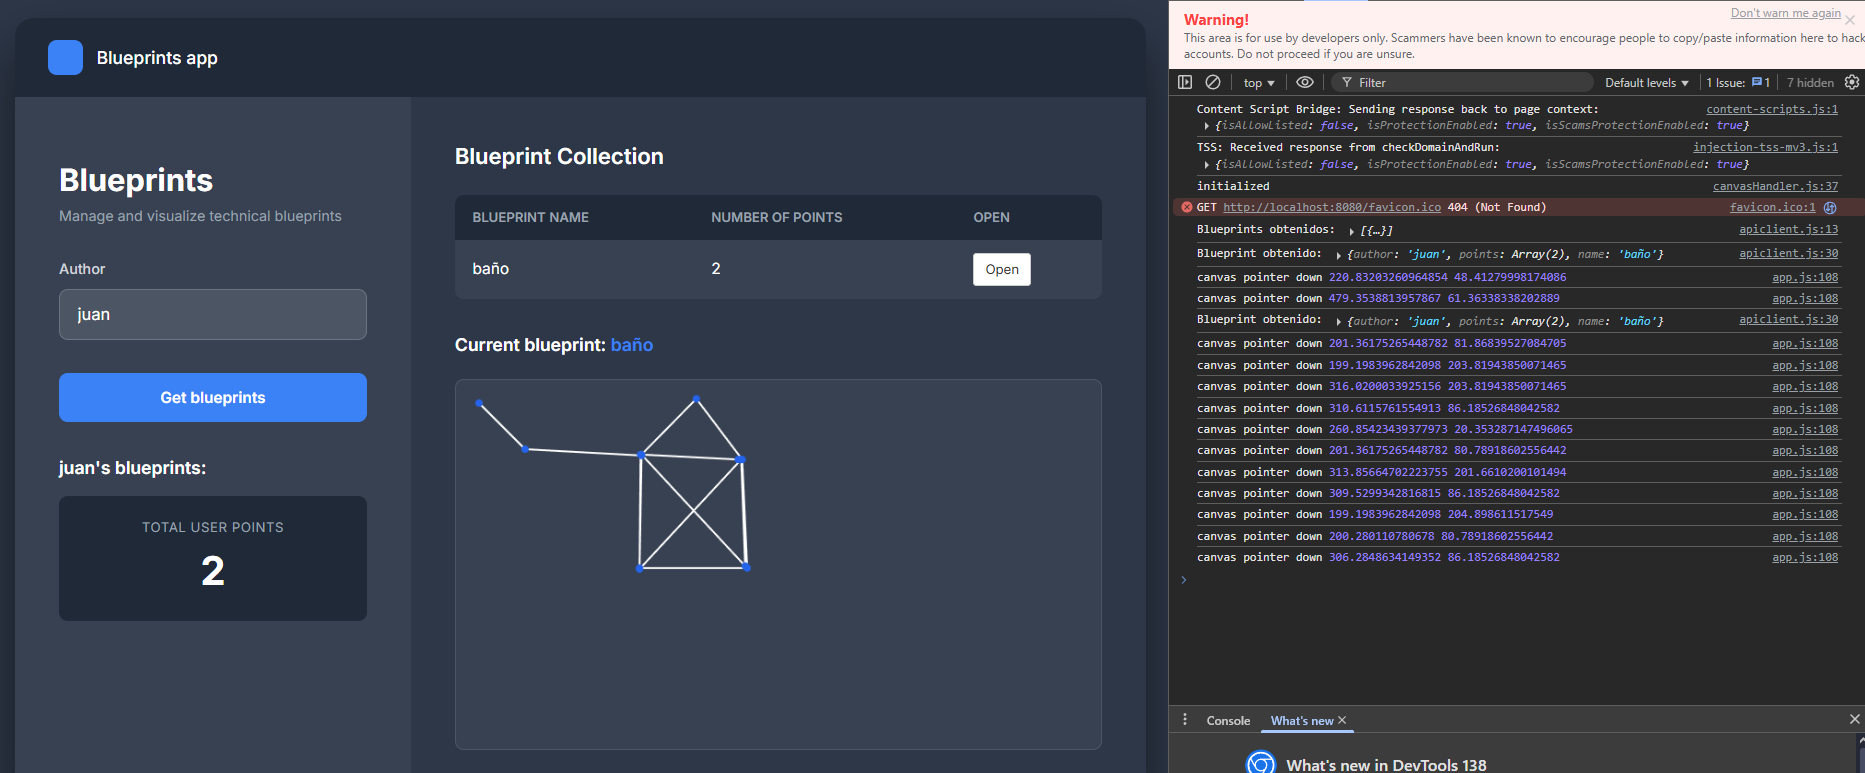 Blueprints app
Blueprints
Manage and visualize technical blueprints
Author
juan
Get blueprints
juan's blueprints:
TOTAL USER POINTS
2
Blueprint Collection
BLUEPRINT NAME NUMBER OF POINTS OPEN
baño 2 Open
Current blueprint: baño
Warning!
Don't warn me again
This area is for use by developers only. Scammers have been known to encourage people to copy/paste information here to hack
accounts. Do not proceed if you are unsure.
top Filter Default levels 1 Issue: 1 7 hidden
Content Script Bridge: Sending response back to page context: content-scripts.js:1
{isAllowListed: false, isProtectionEnabled: true, isScamsProtectionEnabled: true}
TSS: Received response from checkDomainAndRun: injection-tss-mv3.js:1
{isAllowListed: false, isProtectionEnabled: true, isScamsProtectionEnabled: true}
initialized canvasHandler.js:37
GET http://localhost:8080/favicon.ico 404 (Not Found) favicon.ico:1
Blueprints obtenidos: [{…}] apiclient.js:13
Blueprint obtenido: {author: 'juan', points: Array(2), name: 'baño'} apiclient.js:30
canvas pointer down 220.83203260964854 48.41279998174086 app.js:108
canvas pointer down 479.3538813957867 61.36338338202889 app.js:108
Blueprint obtenido: {author: 'juan', points: Array(2), name: 'baño'} apiclient.js:30
canvas pointer down 201.36175265448782 81.86839527084705 app.js:108
canvas pointer down 199.1983962842098 203.81943850071465 app.js:108
canvas pointer down 316.0200033925156 203.81943850071465 app.js:108
canvas pointer down 310.6115761554913 86.18526848042582 app.js:108
canvas pointer down 260.85423439377973 20.353287147496065 app.js:108
canvas pointer down 201.36175265448782 80.78918602556442 app.js:108
canvas pointer down 313.85664702223755 201.6610200101494 app.js:108
canvas pointer down 309.5299342816815 86.18526848042582 app.js:108
canvas pointer down 199.1983962842098 204.898611517549 app.js:108
canvas pointer down 200.280110780678 80.78918602556442 app.js:108
canvas pointer down 306.2848634149352 86.18526848042582 app.js:108
Console What's new
What's new in DevTools 138